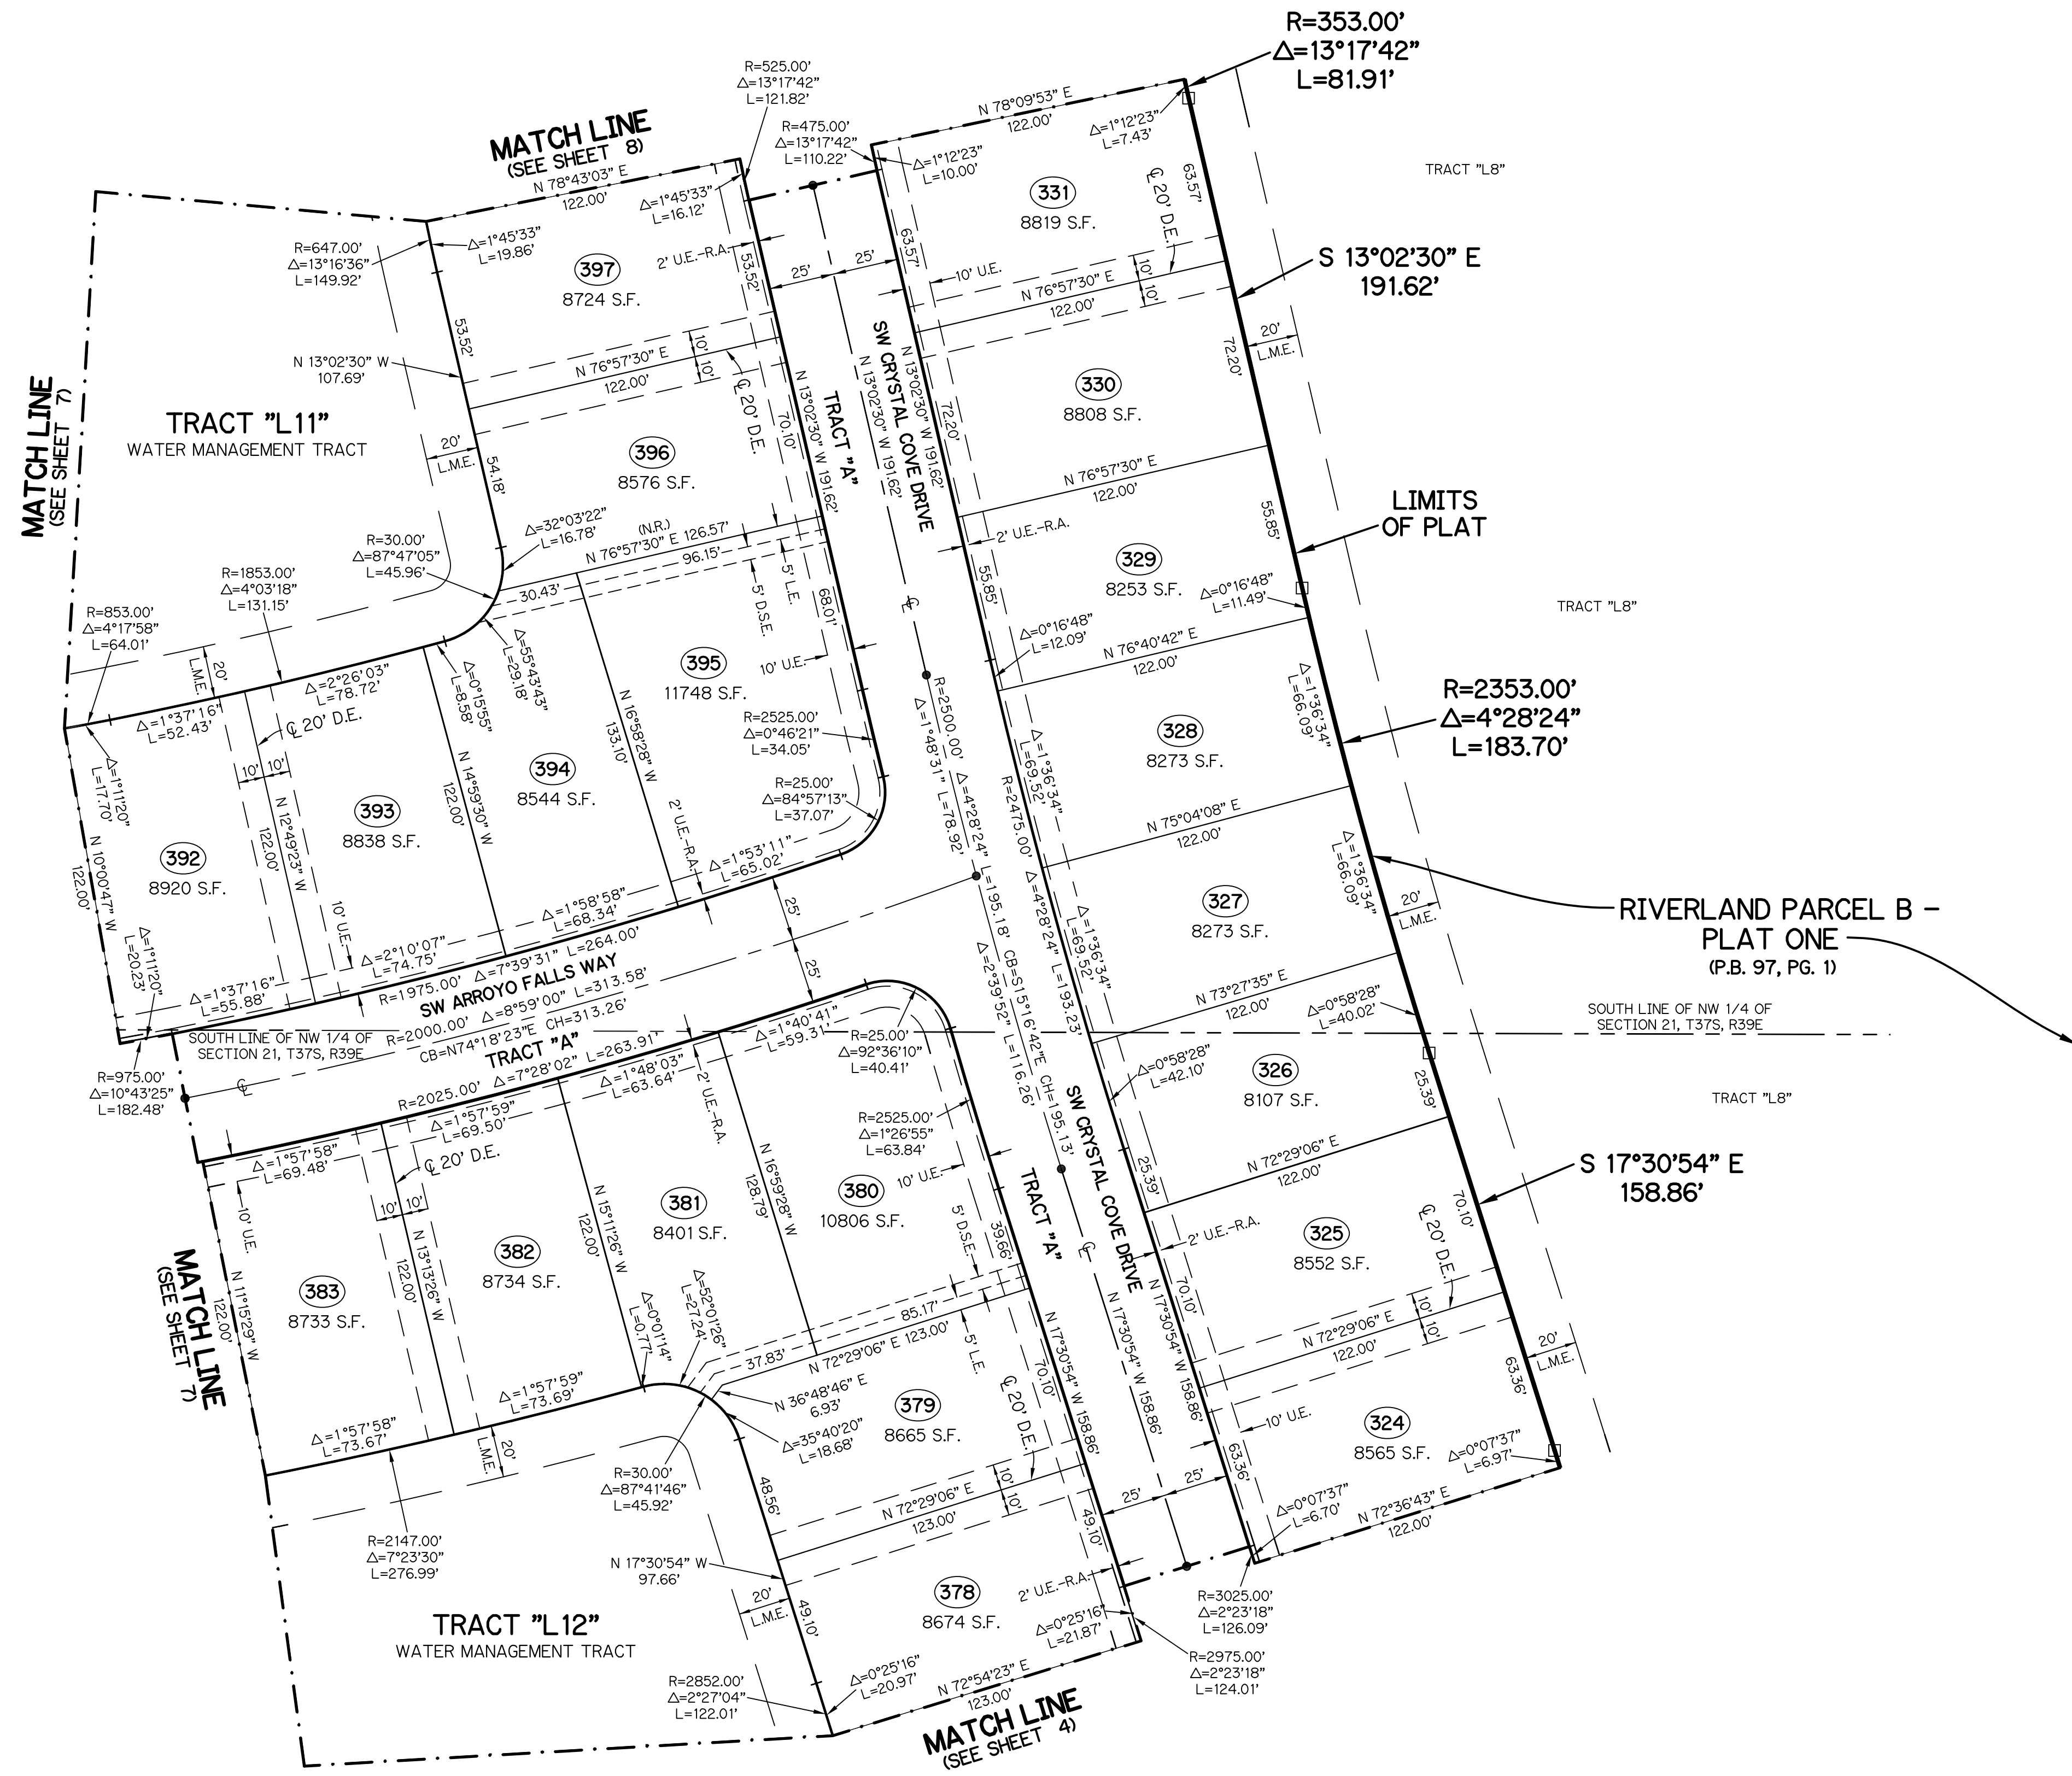 R=353.00'
Δ=13°17'42"
L=81.91'
R=525.00'
Δ=13°17'42"
L=121.82'
R=475.00'
Δ=13°17'42"
L=110.22'
MATCH LINE
(SEE SHEET 8)
N 78°43'03" E
122.00'
Δ=1°45'33"
L=16.12'
N 78°09'53" E
122.00'
Δ=1°12'23"
L=7.43'
Δ=1°12'23"
L=10.00'
331
8819 S.F.
℄ 20' D.E.
63.57'
TRACT "L8"
R=647.00'
Δ=13°16'36"
L=149.92'
Δ=1°45'33"
L=19.86'
397
8724 S.F.
2' U.E.-R.A.
53.52'
25'
25'
63.57'
10' U.E.
10'
10'
N 76°57'30" E
122.00'
S 13°02'30" E
191.62'
53.52'
N 13°02'30" W
107.69'
10'
10'
N 76°57'30" E
122.00'
℄ 20' D.E.
20'
L.M.E.
72.20'
330
8808 S.F.
SW CRYSTAL COVE DRIVE
N 13°02'30" W 191.62'
N 13°02'30" W 191.62'
72.20'
TRACT "A"
N 13°02'30" W 191.62'
70.10'
MATCH LINE
(SEE SHEET 7)
TRACT "L11"
WATER MANAGEMENT TRACT
20'
L.M.E.
54.18'
396
8576 S.F.
N 76°57'30" E
122.00'
LIMITS
OF PLAT
55.85'
2' U.E.-R.A.
329
8253 S.F.
Δ=0°16'48"
L=11.49'
Δ=32°03'22"
L=16.78'
(N.R.)
N 76°57'30" E 126.57'
96.15'
30.43'
5' L.E.
5' D.S.E.
68.01'
55.85'
R=30.00'
Δ=87°47'05"
L=45.96'
R=1853.00'
Δ=4°03'18"
L=131.15'
R=853.00'
Δ=4°17'58"
L=64.01'
TRACT "L8"
Δ=0°16'48"
L=12.09'
N 76°40'42" E
122.00'
℄
Δ=55°43'43"
L=29.18'
Δ=0°15'55"
L=8.58'
395
11748 S.F.
10' U.E.
20'
L.M.E.
Δ=2°26'03"
L=78.72'
Δ=1°37'16"
L=52.43'
℄ 20' D.E.
N 16°58'28" W
133.10'
R=2525.00'
Δ=0°46'21"
L=34.05'
R=2500.00' Δ=4°28'24" L=195.18' CB=S15°16'42"E CH=195.13'
Δ=1°48'31" L=78.92'
Δ=1°36'34"
L=69.52'
Δ=1°36'34"
L=66.09'
328
8273 S.F.
R=2353.00'
Δ=4°28'24"
L=183.70'
Δ=1°11'20"
L=17.70'
10'
10'
394
8544 S.F.
393
8838 S.F.
N 14°59'30" W
122.00'
R=25.00'
Δ=84°57'13"
L=37.07'
R=2475.00' Δ=4°28'24" L=193.23'
N 75°04'08" E
122.00'
N 12°49'23" W
122.00'
N 10°00'47" W
122.00'
392
8920 S.F.
2' U.E.-R.A.
Δ=1°53'11"
L=65.02'
Δ=1°36'34"
L=66.09'
327
8273 S.F.
Δ=1°36'34"
L=69.52'
20'
L.M.E.
RIVERLAND PARCEL B -
PLAT ONE
(P.B. 97, PG. 1)
10' U.E.
Δ=1°58'58"
L=68.34'
25'
25'
Δ=2°10'07"
L=74.75'
Δ=1°11'20"
L=20.23'
Δ=1°37'16"
L=55.88'
R=1975.00' Δ=7°39'31" L=264.00'
SW ARROYO FALLS WAY
R=2000.00' Δ=8°59'00" L=313.58'
CB=N74°18'23"E CH=313.26'
TRACT "A"
SOUTH LINE OF NW 1/4 OF
SECTION 21, T37S, R39E
Δ=2°39'52" L=116.26'
N 73°27'35" E
122.00'
Δ=0°58'28"
L=40.02'
SOUTH LINE OF NW 1/4 OF
SECTION 21, T37S, R39E
R=975.00'
Δ=10°43'25"
L=182.48'
℄
R=2025.00' Δ=7°28'02" L=263.91'
Δ=1°40'41"
L=59.31'
R=25.00'
Δ=92°36'10"
L=40.41'
Δ=1°48'03"
L=63.64'
2' U.E.-R.A.
Δ=1°57'59"
L=69.50'
Δ=1°57'58"
L=69.48'
℄ 20' D.E.
Δ=0°58'28"
L=42.10'
326
8107 S.F.
25.39'
TRACT "L8"
R=2525.00'
Δ=1°26'55"
L=63.84'
10' U.E.
SW CRYSTAL COVE DRIVE
25.39'
N 72°29'06" E
122.00'
S 17°30'54" E
158.86'
N 16°59'28" W
128.79'
380
10806 S.F.
5' D.S.E.
39.66'
TRACT "A"
℄
2' U.E.-R.A.
325
8552 S.F.
70.10'
℄ 20' D.E.
10' U.E.
10'
10'
N 13°13'26" W
122.00'
382
8734 S.F.
N 15°11'26" W
122.00'
381
8401 S.F.
MATCH LINE
(SEE SHEET 7)
N 11°15'29" W
122.00'
383
8733 S.F.
Δ=0°01'14"
L=0.77'
Δ=52°01'26"
L=27.24'
85.17'
37.83'
N 72°29'06" E 123.00'
5' L.E.
N 17°30'54" W 158.86'
70.10'
N 17°30'54" W 158.86'
N 17°30'54" W 158.86'
70.10'
10'
10'
N 72°29'06" E
122.00'
20'
L.M.E.
63.36'
N 36°48'46" E
6.93'
Δ=1°57'59"
L=73.69'
Δ=1°57'58"
L=73.67'
379
8665 S.F.
℄ 20' D.E.
Δ=35°40'20"
L=18.68'
10' U.E.
324
8565 S.F.
Δ=0°07'37"
L=6.97'
L.M.E.
20'
R=30.00'
Δ=87°41'46"
L=45.92'
48.56'
10'
10'
N 72°29'06" E
123.00'
25'
25'
63.36'
Δ=0°07'37"
L=6.70'
N 72°36'43" E
122.00'
R=2147.00'
Δ=7°23'30"
L=276.99'
N 17°30'54" W
97.66'
49.10'
20'
L.M.E.
49.10'
378
8674 S.F.
2' U.E.-R.A.
Δ=0°25'16"
L=21.87'
R=3025.00'
Δ=2°23'18"
L=126.09'
TRACT "L12"
WATER MANAGEMENT TRACT
R=2975.00'
Δ=2°23'18"
L=124.01'
R=2852.00'
Δ=2°27'04"
L=122.01'
Δ=0°25'16"
L=20.97'
N 72°54'23" E
123.00'
MATCH LINE
(SEE SHEET 4)